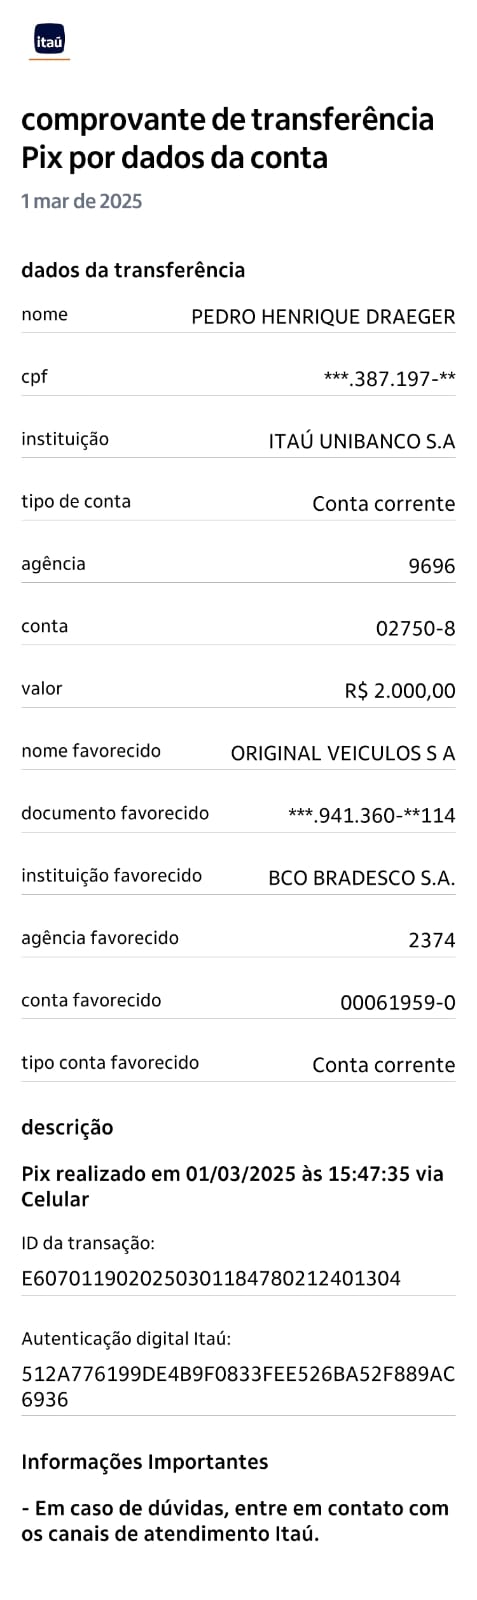 itaú
comprovante de transferência
Pix por dados da conta
1 mar de 2025
dados da transferência
nome PEDRO HENRIQUE DRAEGER
cpf ***.387.197-**
instituição ITAÚ UNIBANCO S.A
tipo de conta Conta corrente
agência 9696
conta 02750-8
valor R$ 2.000,00
nome favorecido ORIGINAL VEICULOS S A
documento favorecido ***.941.360-**114
instituição favorecido BCO BRADESCO S.A.
agência favorecido 2374
conta favorecido 00061959-0
tipo conta favorecido Conta corrente
descrição
Pix realizado em 01/03/2025 às 15:47:35 via
Celular
ID da transação:
E6070119020250301184780212401304
Autenticação digital Itaú:
512A776199DE4B9F0833FEE526BA52F889AC
6936
Informações Importantes
- Em caso de dúvidas, entre em contato com
os canais de atendimento Itaú.